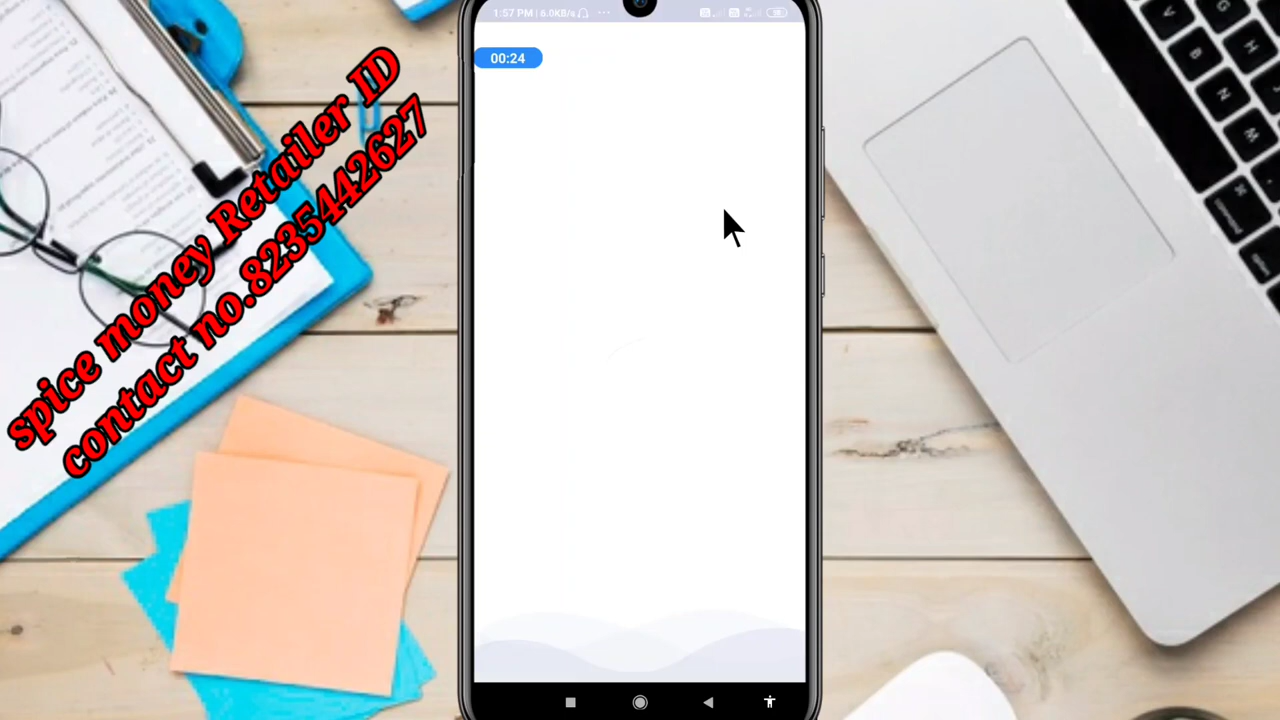 spice money Retailer ID
contact no.8235442627
1:57 PM | 6.0KB/s
00:24